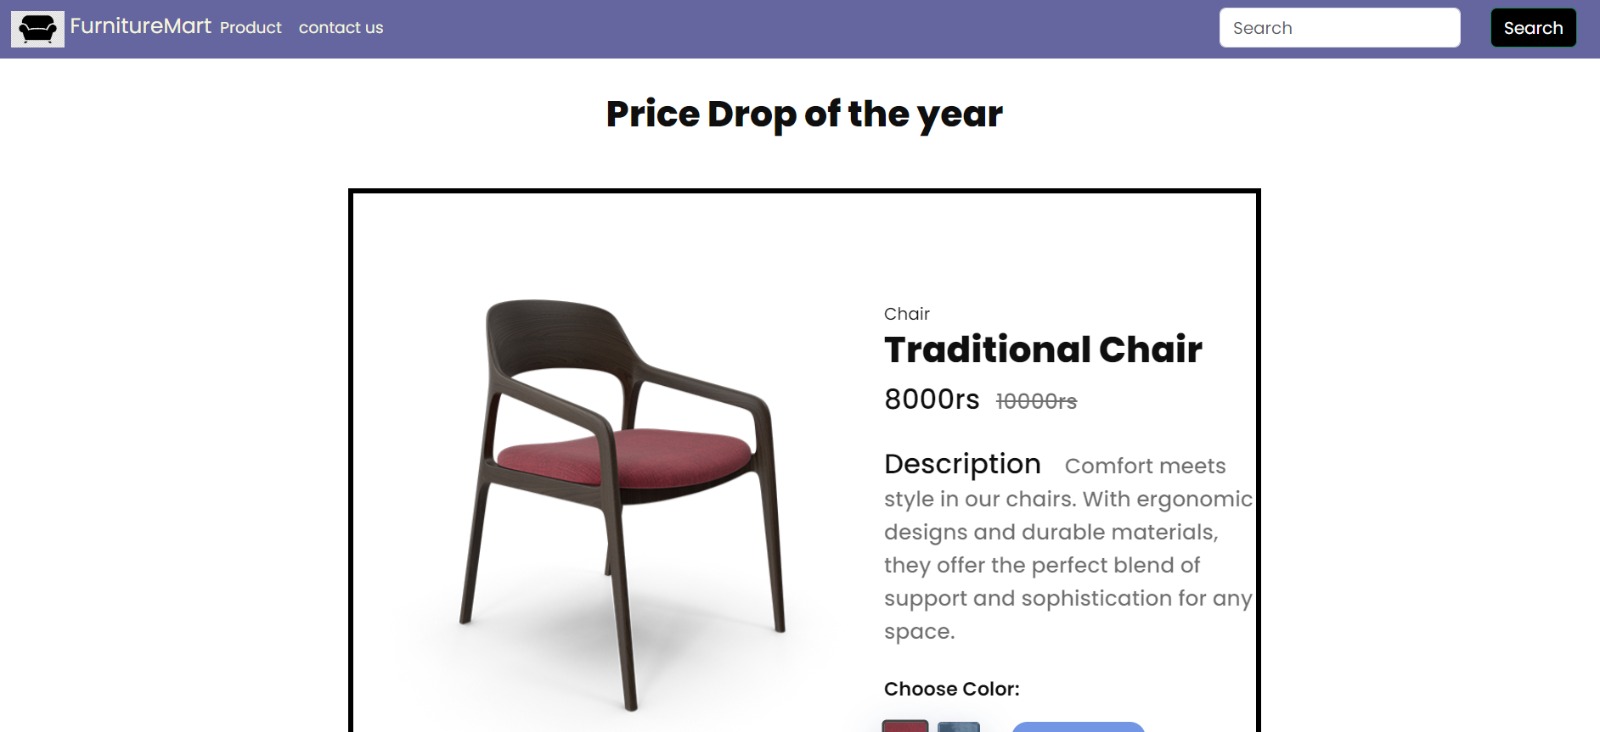 FurnitureMart Product contact us Search Search
Price Drop of the year
Chair
Traditional Chair
8000rs 10000rs
Description Comfort meets
style in our chairs. With ergonomic
designs and durable materials,
they offer the perfect blend of
support and sophistication for any
space.
Choose Color: